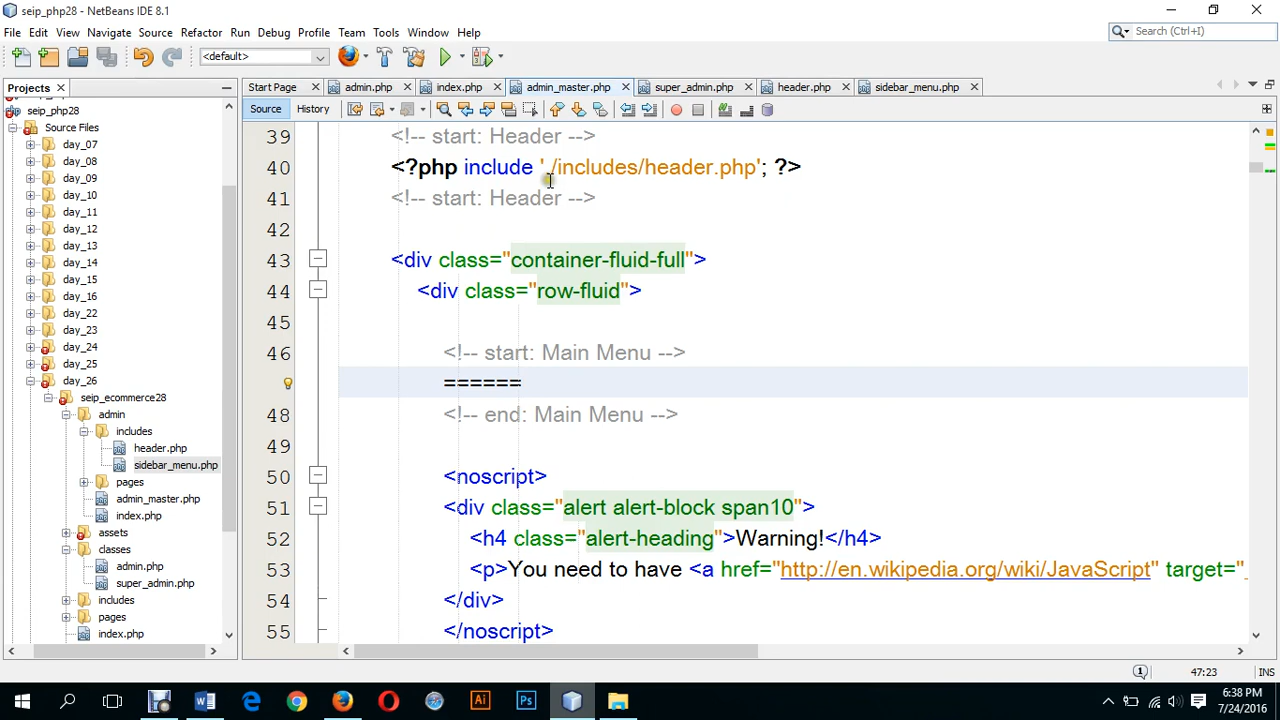 seip_php28 - NetBeans IDE 8.1
File Edit View Navigate Source Refactor Run Debug Profile Team Tools Window Help
Search (Ctrl+I)
<default>
Projects
Start Page admin.php index.php admin_master.php super_admin.php header.php sidebar_menu.php
Source History
seip_php28
Source Files
day_07
day_08
day_09
day_10
day_11
day_12
day_13
day_14
day_15
day_16
day_22
day_23
day_24
day_25
day_26
seip_ecommerce28
admin
includes
header.php
sidebar_menu.php
pages
admin_master.php
index.php
assets
classes
admin.php
super_admin.php
includes
pages
index.php
39 <!-- start: Header -->
40 <?php include './includes/header.php'; ?>
41 <!-- start: Header -->
42
43 <div class="container-fluid-full">
44 <div class="row-fluid">
45
46 <!-- start: Main Menu -->
======
48 <!-- end: Main Menu -->
49
50 <noscript>
51 <div class="alert alert-block span10">
52 <h4 class="alert-heading">Warning!</h4>
53 <p>You need to have <a href="http://en.wikipedia.org/wiki/JavaScript" target="_
54 </div>
55 </noscript>
1 47:23 INS
6:38 PM
7/24/2016